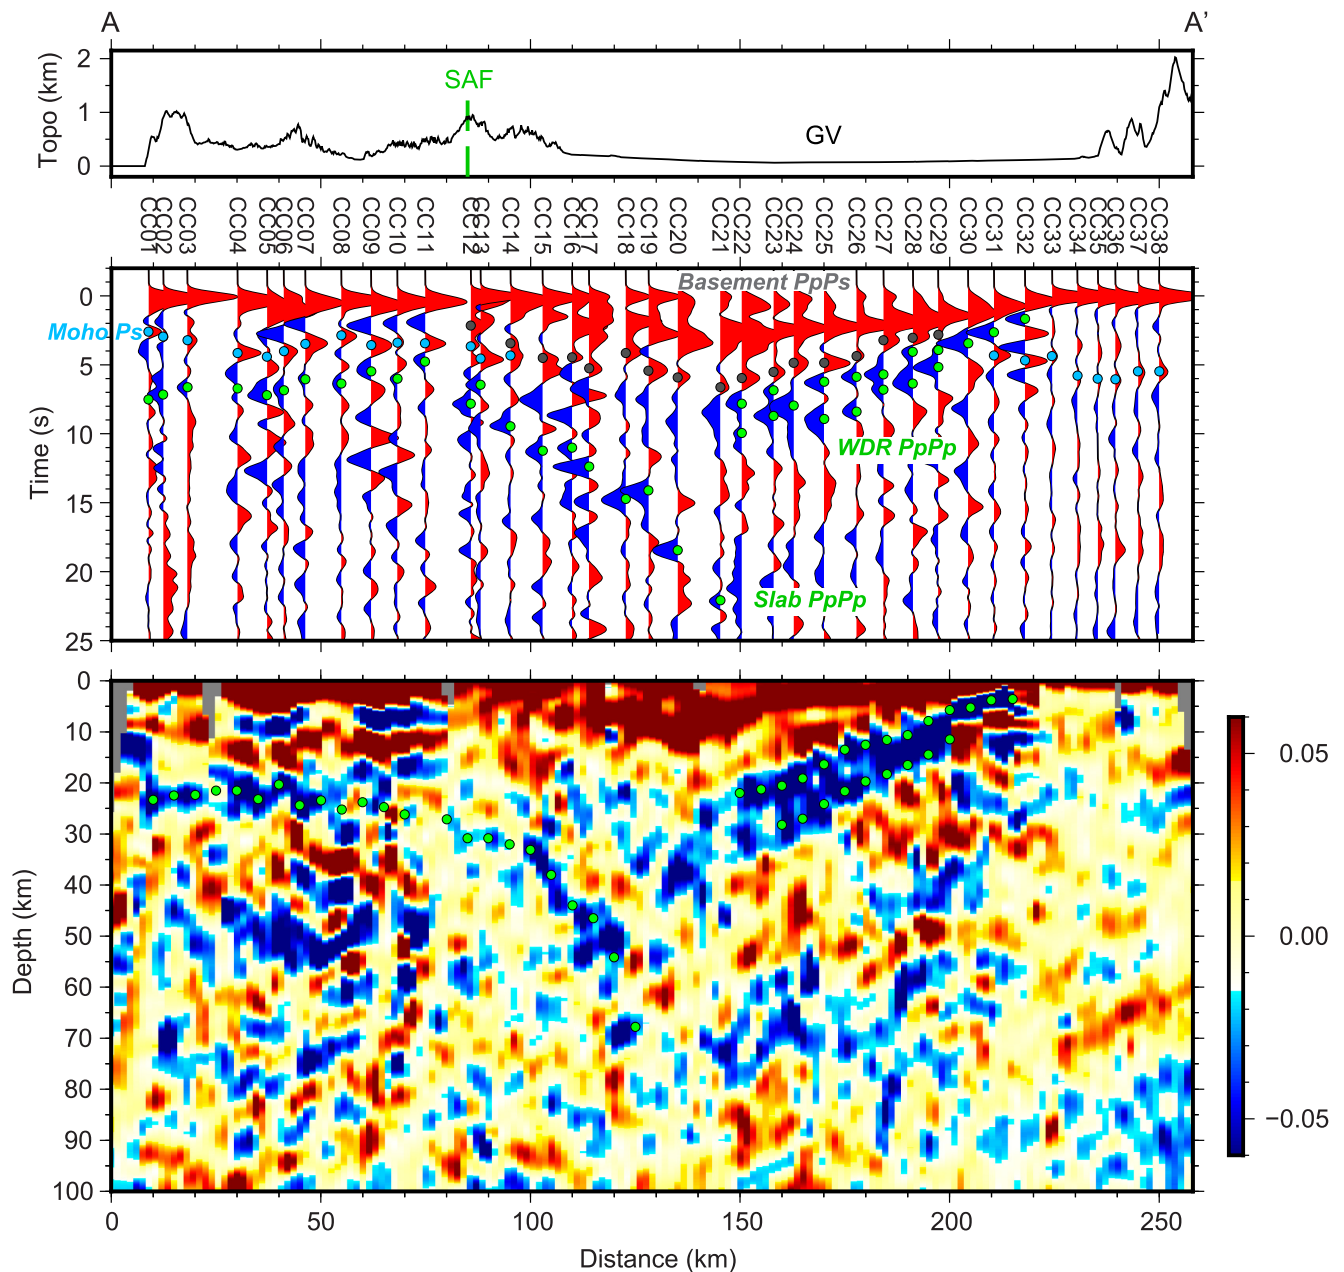 A A’
SAF
GV
Topo (km)
2
1
0
CC01 CC02 CC03 CC04 CC05 CC06 CC07 CC08 CC09 CC10 CC11 CC12 CC13 CC14 CC15 CC16 CC17 CC18 CC19 CC20 CC21 CC22 CC23 CC24 CC25 CC26 CC27 CC28 CC29 CC30 CC31 CC32 CC33 CC34 CC35 CC36 CC37 CC38
Basement PpPs
Moho Ps
WDR PpPp
Slab PpPp
Time (s)
0
5
10
15
20
25
Depth (km)
0
10
20
30
40
50
60
70
80
90
100
0 50 100 150 200 250
Distance (km)
0.05
0.00
−0.05